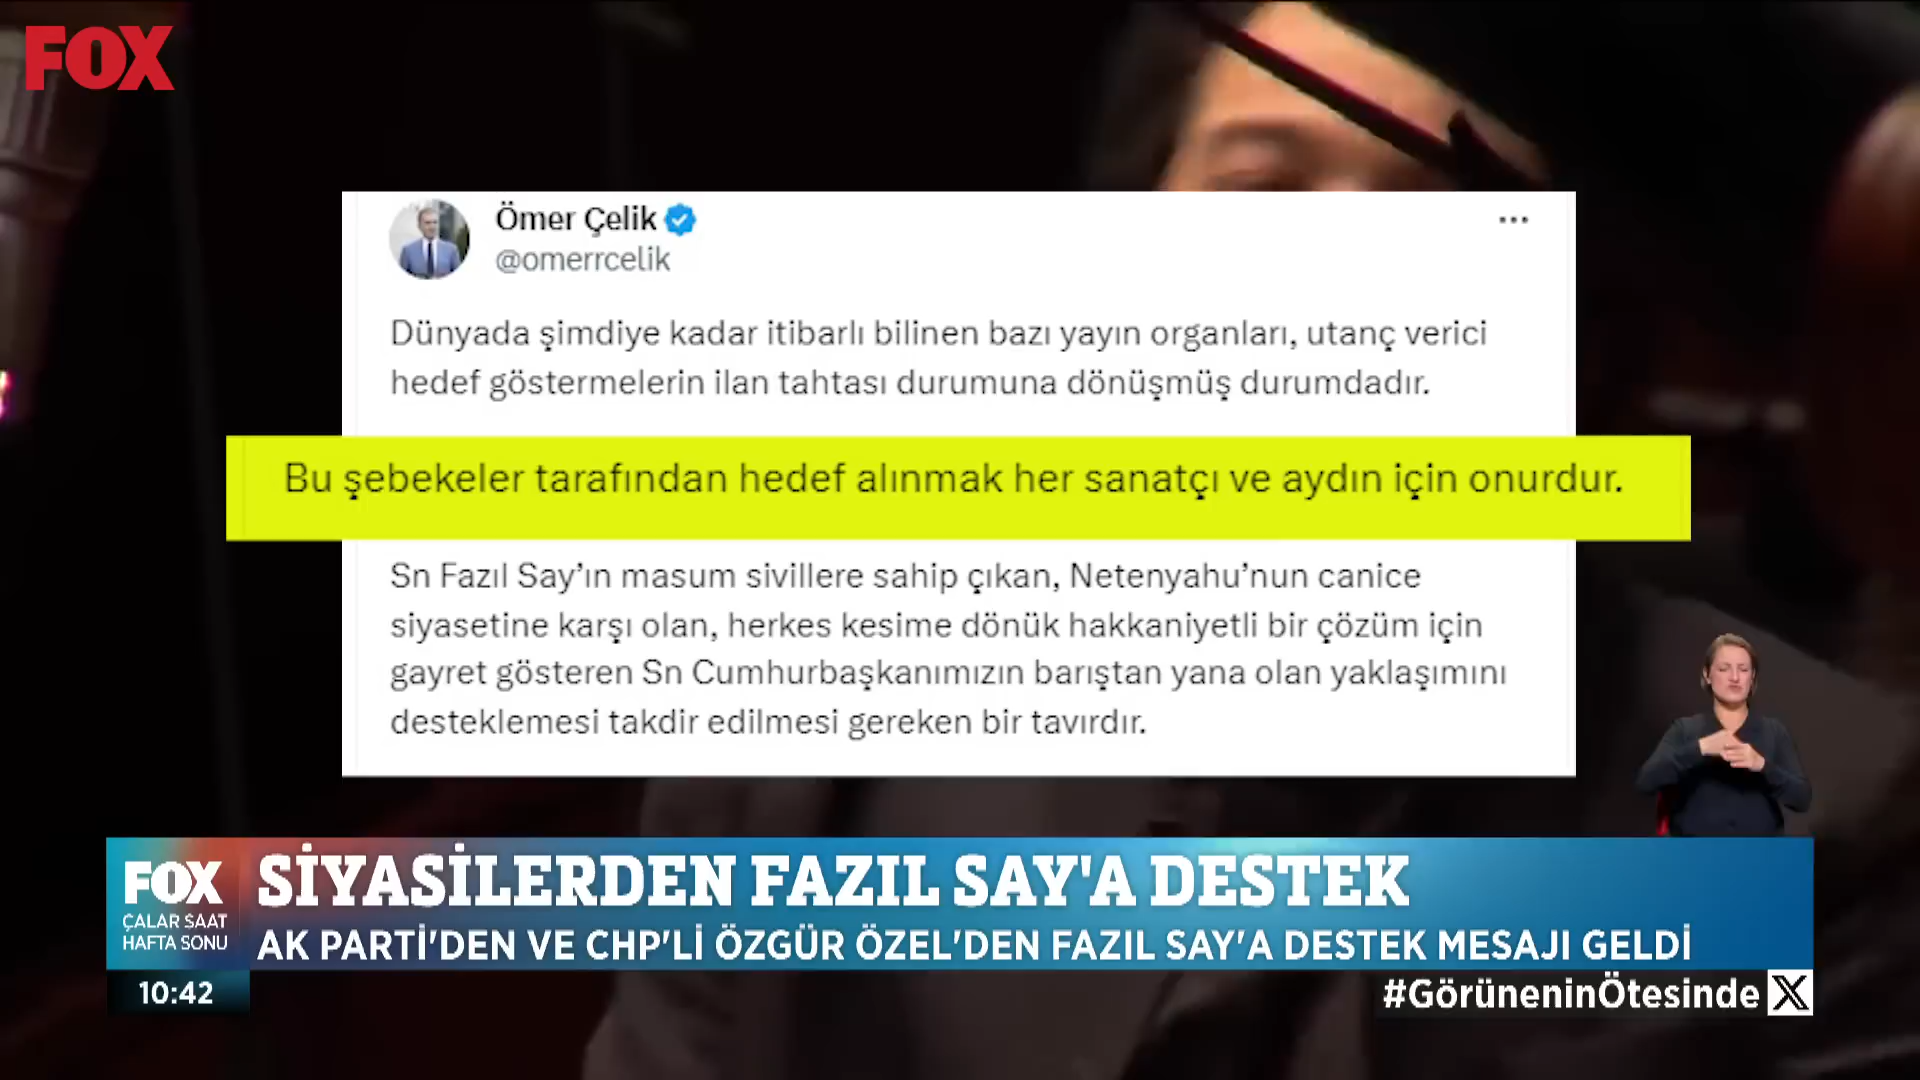 FOX
Ömer Çelik
@omerrcelik
Dünyada şimdiye kadar itibarlı bilinen bazı yayın organları, utanç verici
hedef göstermelerin ilan tahtası durumuna dönüşmüş durumdadır.
Bu şebekeler tarafından hedef alınmak her sanatçı ve aydın için onurdur.
Sn Fazıl Say’ın masum sivillere sahip çıkan, Netenyahu’nun canice
siyasetine karşı olan, herkes kesime dönük hakkaniyetli bir çözüm için
gayret gösteren Sn Cumhurbaşkanımızın barıştan yana olan yaklaşımını
desteklemesi takdir edilmesi gereken bir tavırdır.
FOX
ÇALAR SAAT
HAFTA SONU
SİYASİLERDEN FAZIL SAY'A DESTEK
AK PARTİ'DEN VE CHP'Lİ ÖZGÜR ÖZEL'DEN FAZIL SAY'A DESTEK MESAJI GELDİ
10:42
#GörüneninÖtesinde X